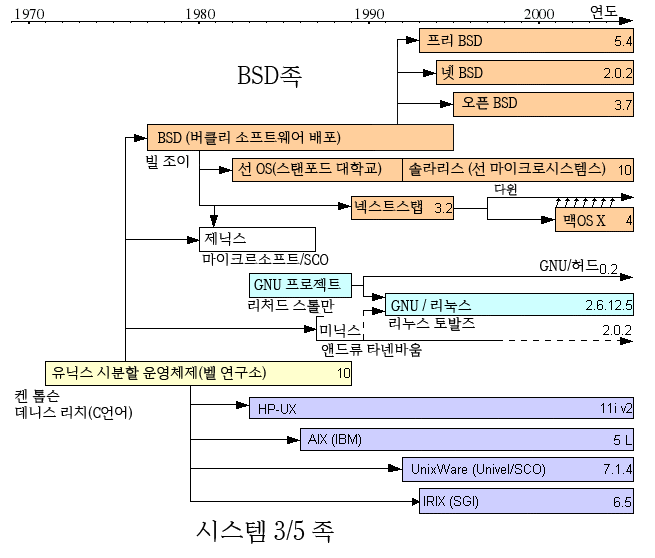 1970 1980 1990 2000 연도
프리 BSD 5.4
BSD족
넷 BSD 2.0.2
오픈 BSD 3.7
BSD (버클리 소프트웨어 배포)
빌 조이
선 OS(스탠포드 대학교) 솔라리스 (선 마이크로시스템스) 10
다윈
넥스트스탭 3.2
맥OS X 4
제닉스
마이크르소프트/SCO
GNU/허드 0.2
GNU 프로젝트
리처드 스톨만
GNU / 리눅스 2.6.12.5
리누스 토발즈
미닉스 2.0.2
앤드류 타넨바움
유닉스 시분할 운영체제(벨 연구소) 10
켄 톰슨
데니스 리치(C언어)
HP-UX 11i v2
AIX (IBM) 5 L
UnixWare (Univel/SCO) 7.1.4
IRIX (SGI) 6.5
시스템 3/5 족